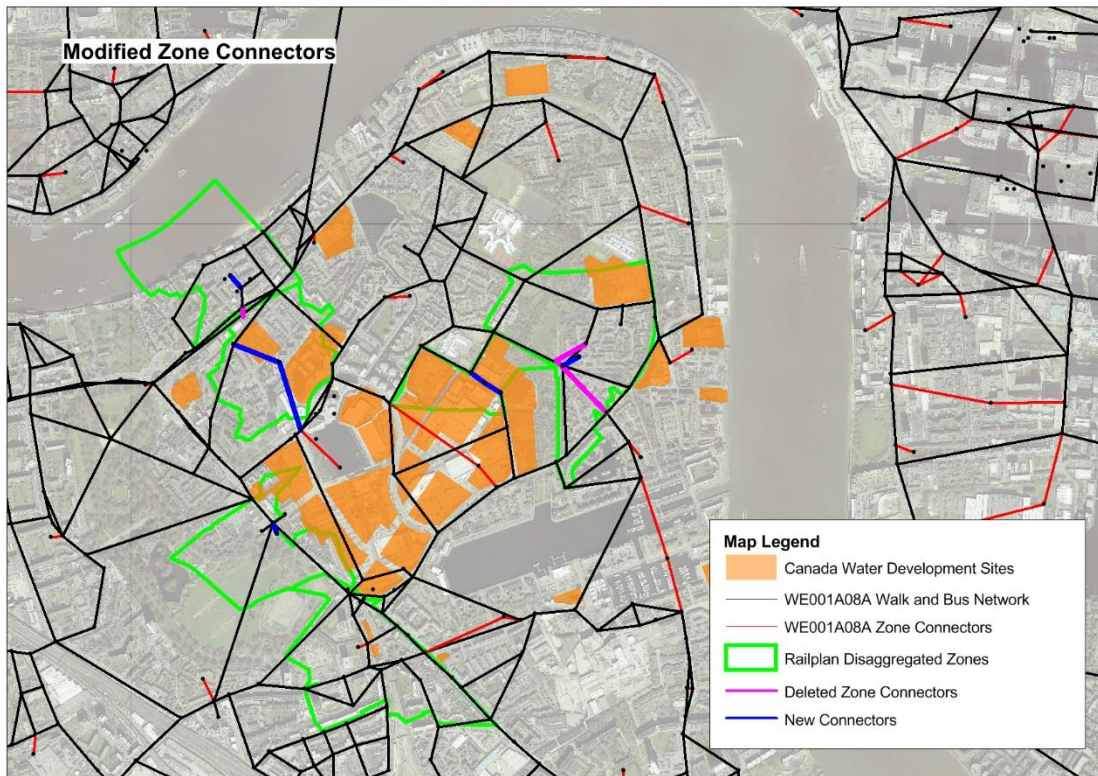 Modified Zone Connectors
Map Legend
Canada Water Development Sites
WE001A08A Walk and Bus Network
WE001A08A Zone Connectors
Railplan Disaggregated Zones
Deleted Zone Connectors
New Connectors